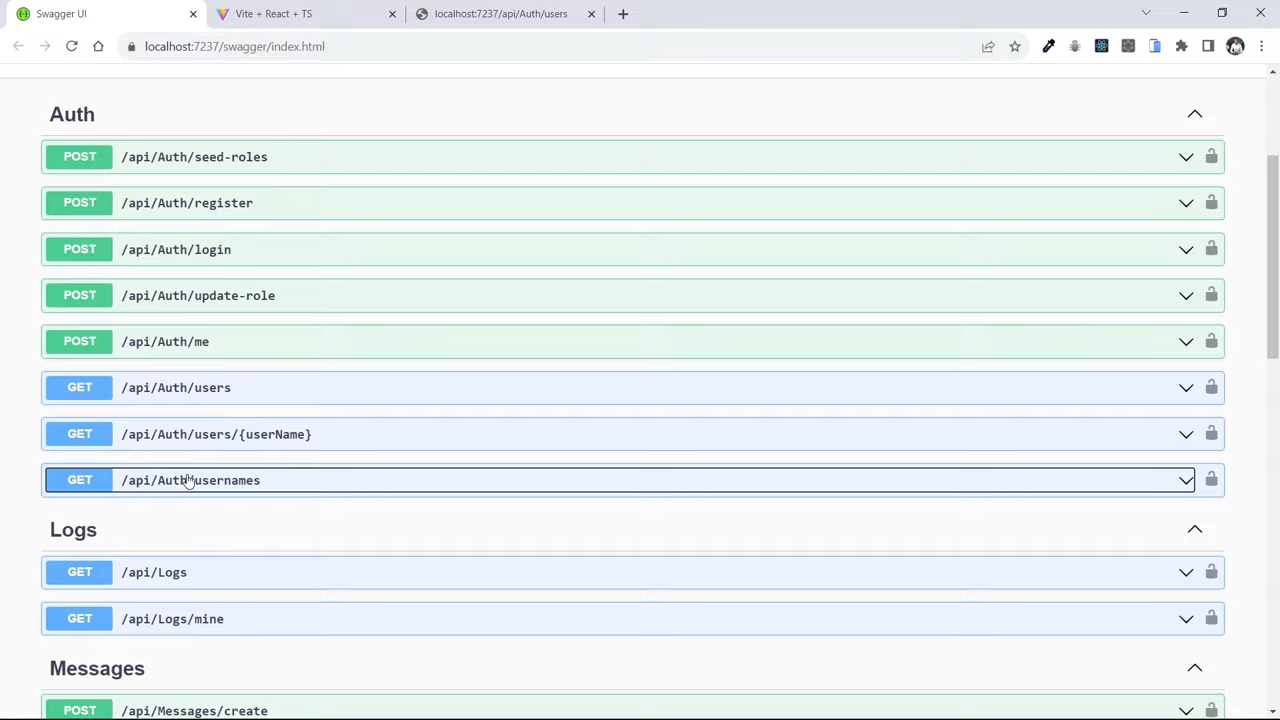 Swagger UI
Vite + React + TS
localhost:7237/api/Auth/users
localhost:7237/swagger/index.html
Auth
POST /api/Auth/seed-roles
POST /api/Auth/register
POST /api/Auth/login
POST /api/Auth/update-role
POST /api/Auth/me
GET /api/Auth/users
GET /api/Auth/users/{userName}
GET /api/Auth/usernames
Logs
GET /api/Logs
GET /api/Logs/mine
Messages
POST /api/Messages/create